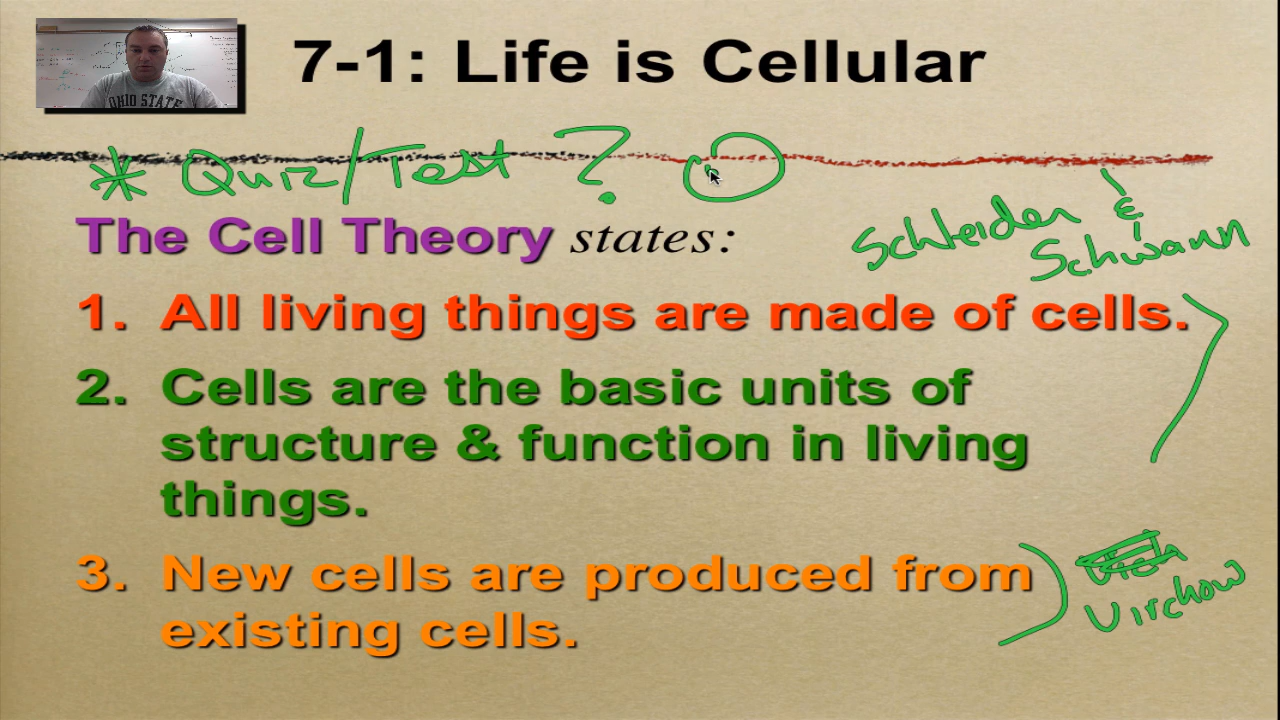 7-1: Life is Cellular
OHIO STATE
* Quiz/Test ?
The Cell Theory states:
Schleiden &
Schwann
1. All living things are made of cells.
2. Cells are the basic units of
structure & function in living
things.
3. New cells are produced from
existing cells.
Virchow